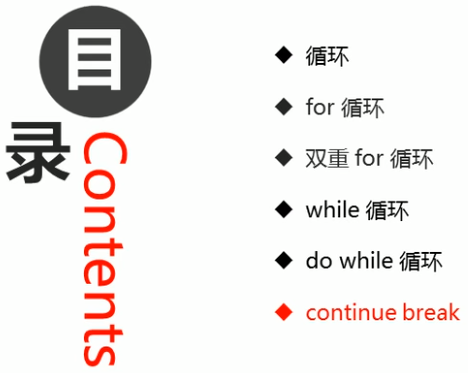 目录
Contents
循环
for 循环
双重 for 循环
while 循环
do while 循环
continue break